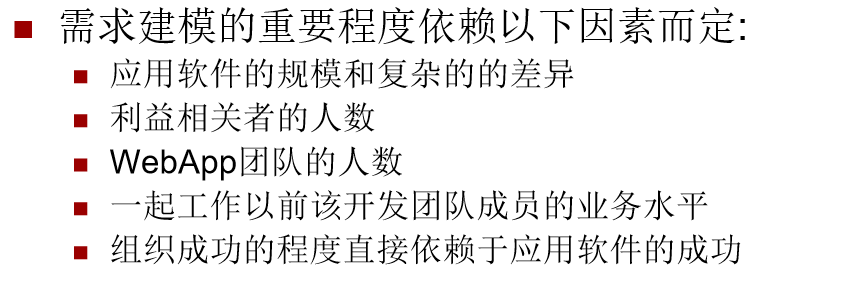 需求建模的重要程度依赖以下因素而定:
应用软件的规模和复杂的的差异
利益相关者的人数
WebApp团队的人数
一起工作以前该开发团队成员的业务水平
组织成功的程度直接依赖于应用软件的成功